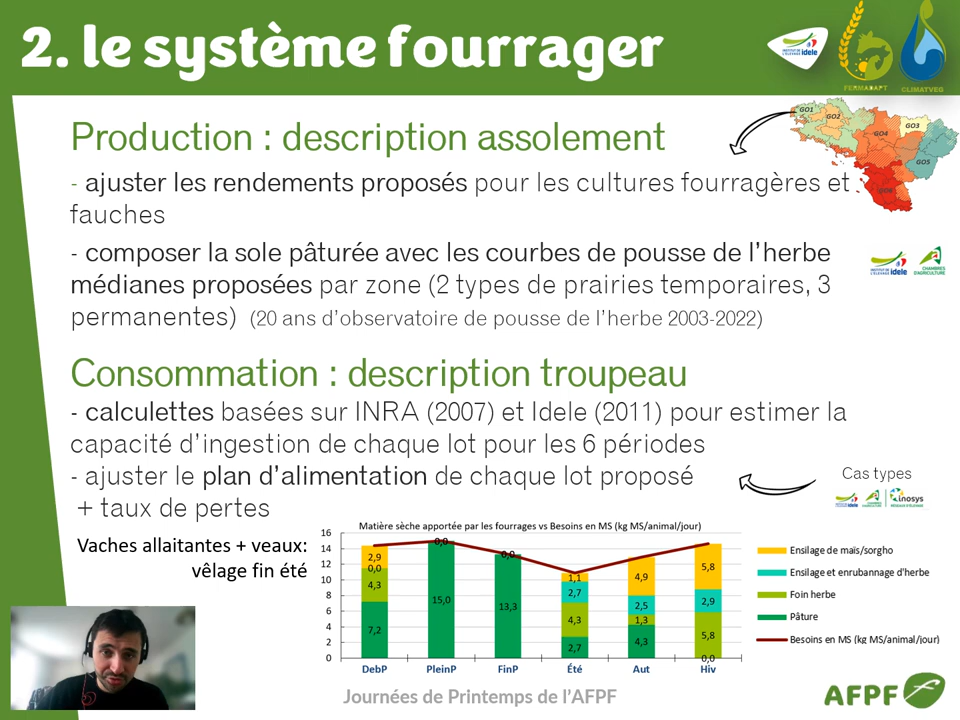 2. le système fourrager
INSTITUT DE L'ÉLEVAGE idele
FERMADAPT
CLIMATVEG
GO1
GO2
GO3
GO4
GO5
Production : description assolement
- ajuster les rendements proposés pour les cultures fourragères et
fauches
- composer la sole pâturée avec les courbes de pousse de l'herbe
médianes proposées par zone (2 types de prairies temporaires, 3
permanentes) (20 ans d'observatoire de pousse de l'herbe 2003-2022)
INSTITUT DE L'ÉLEVAGE idele
CHAMBRES D'AGRICULTURE
Consommation : description troupeau
- calculettes basées sur INRA (2007) et Idele (2011) pour estimer la
capacité d'ingestion de chaque lot pour les 6 périodes
- ajuster le plan d'alimentation de chaque lot proposé
+ taux de pertes
Cas types
inosys
Vaches allaitantes + veaux:
vêlage fin été
Matière sèche apportée par les fourrages vs Besoins en MS (kg MS/animal/jour)
16
14
12
10
8
6
4
2
0
2,9
0,0
4,3
7,2
0,0
15,0
0,0
13,3
1,1
2,7
4,3
2,7
4,9
2,5
1,3
4,3
5,8
2,9
5,8
0,0
DebP PleinP FinP Été Aut Hiv
Ensilage de maïs/sorgho
Ensilage et enrubannage d'herbe
Foin herbe
Pâture
Besoins en MS (kg MS/animal/jour)
Journées de Printemps de l'AFPF
AFPF